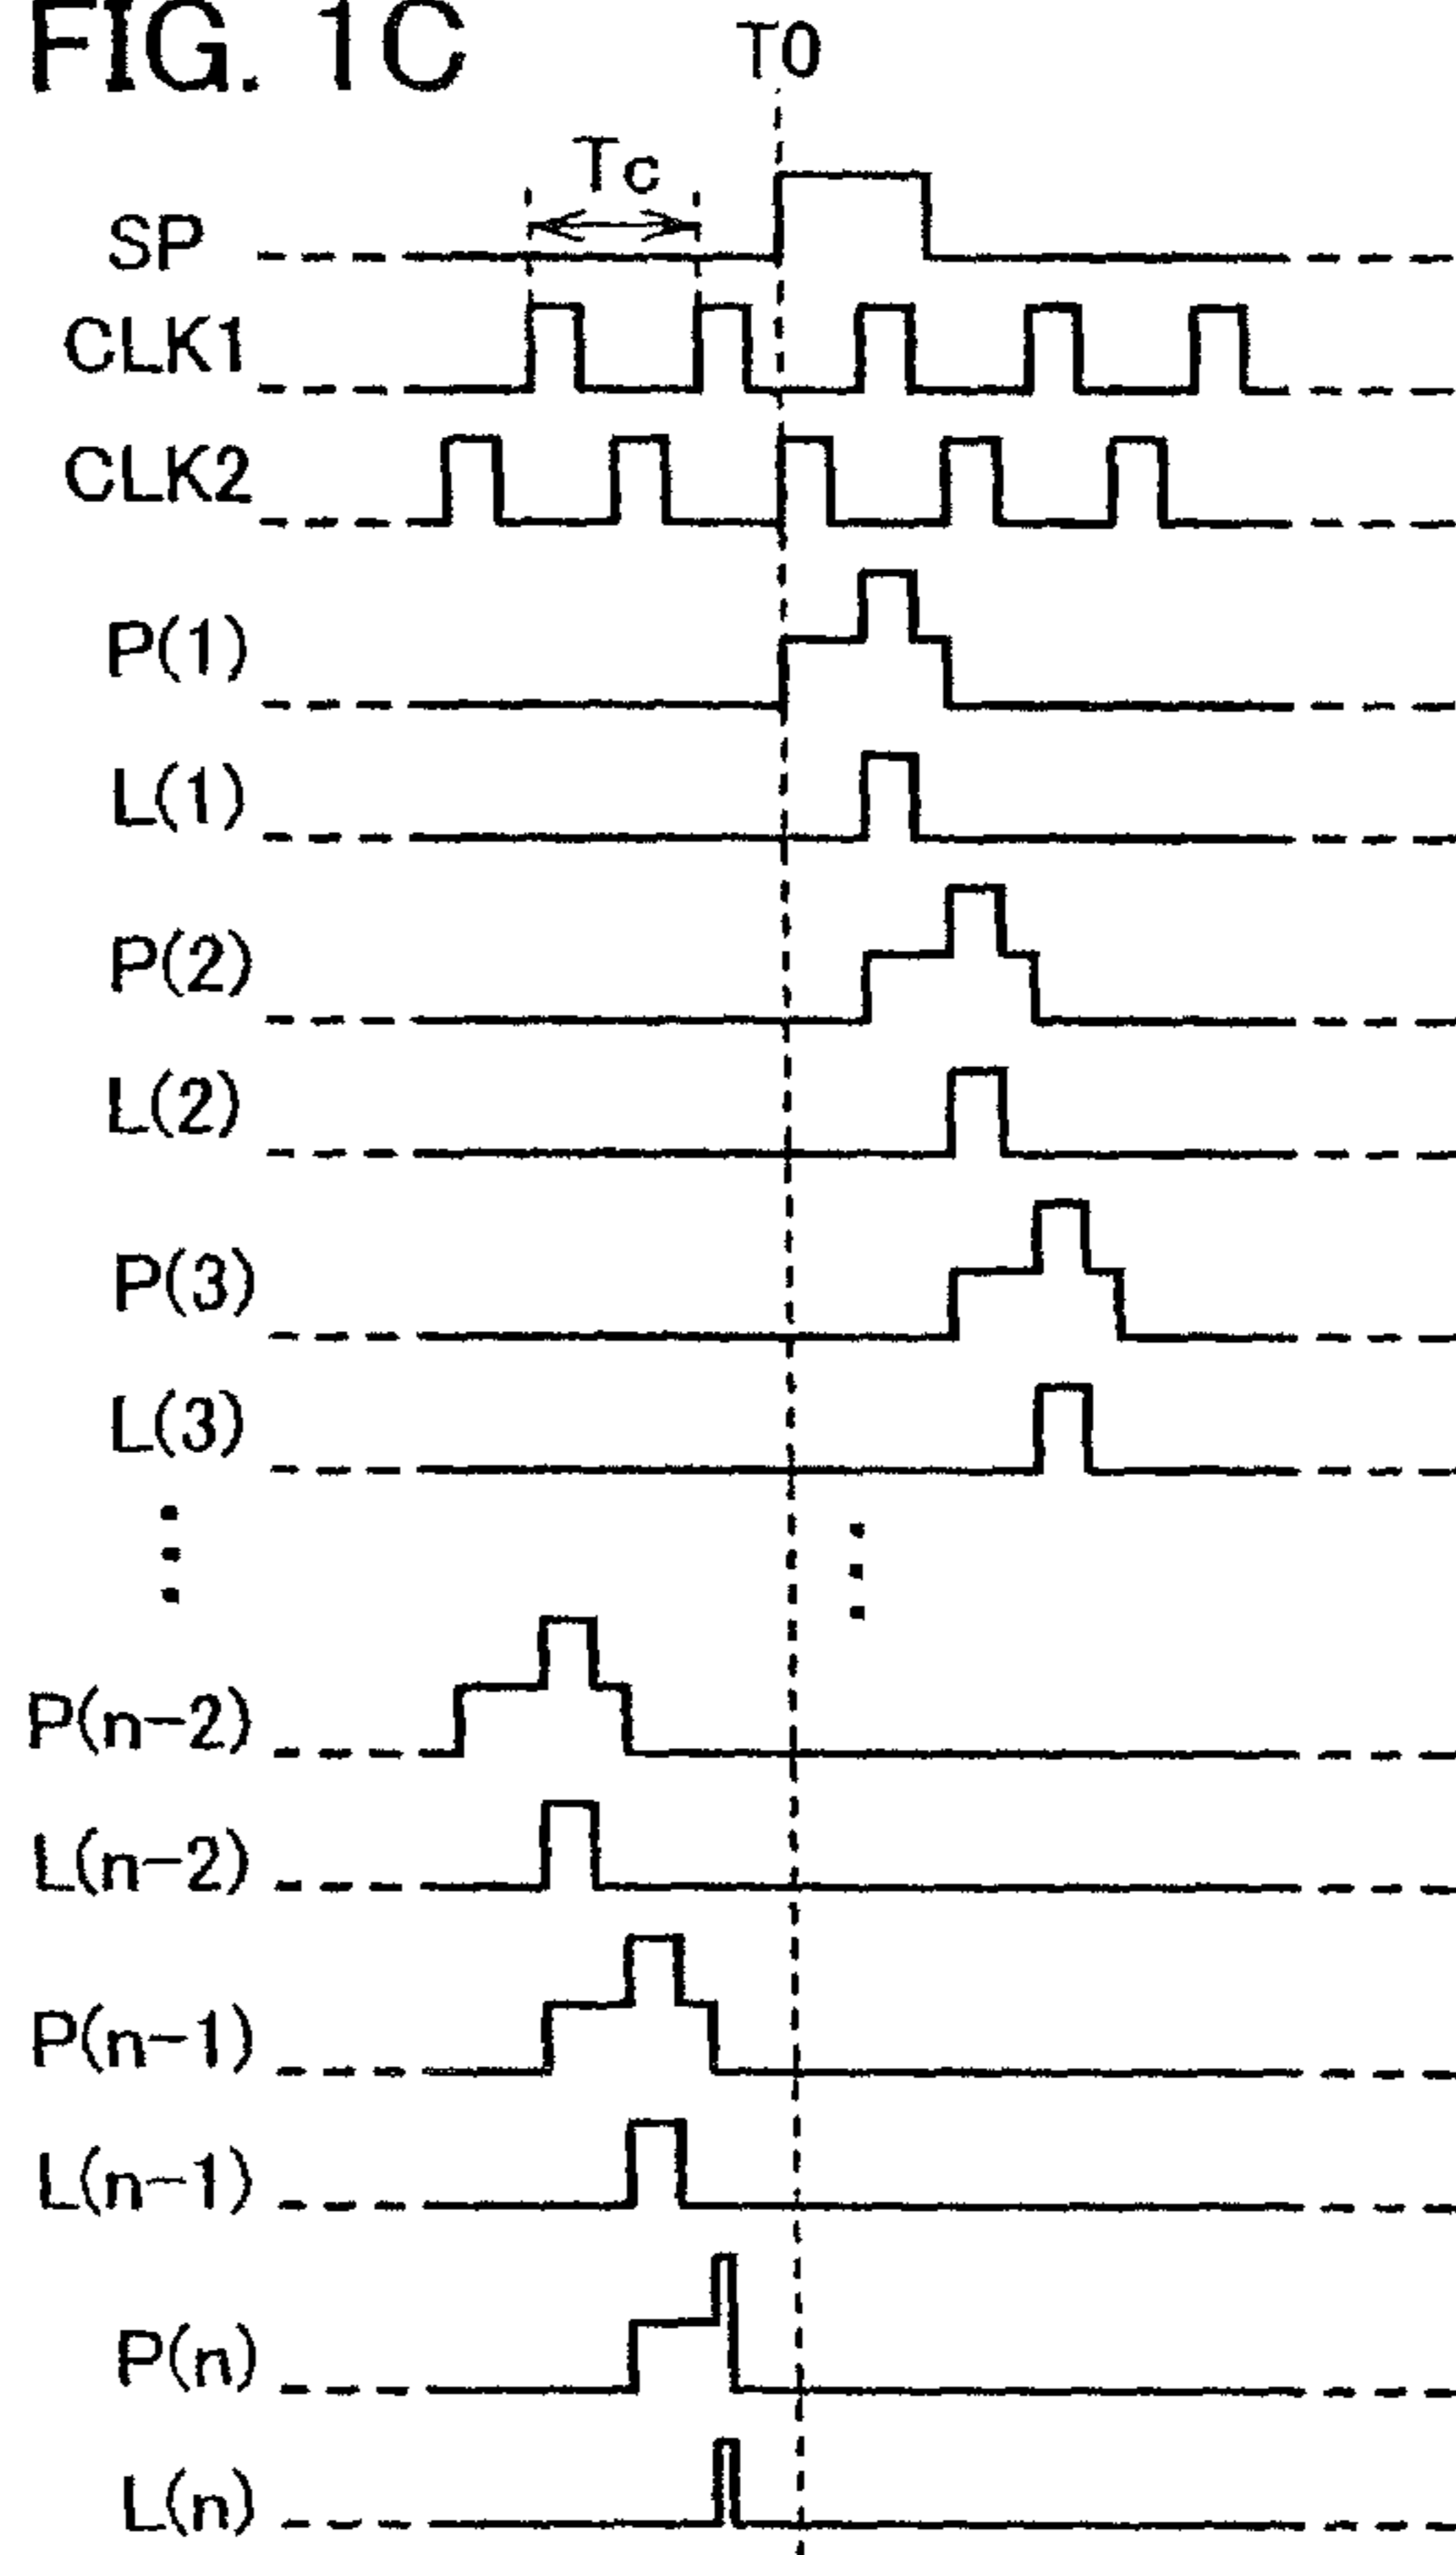 FIG. 1C
T0
Tc
SP
CLK1
CLK2
P(1)
L(1)
P(2)
L(2)
P(3)
L(3)
P(n-2)
L(n-2)
P(n-1)
L(n-1)
P(n)
L(n)